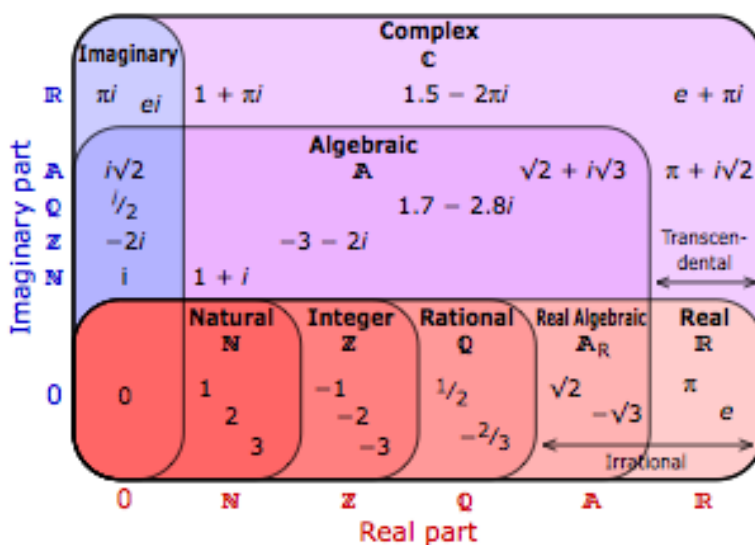 Complex
Imaginary ℂ
ℝ πi ei 1 + πi 1.5 − 2πi e + πi
Algebraic
𝔸 i√2 𝔸 √2 + i√3 π + i√2
ℚ i/2 1.7 − 2.8i
ℤ −2i −3 − 2i Transcen-
dental
ℕ i 1 + i
Imaginary part
Natural Integer Rational Real Algebraic Real
ℕ ℤ ℚ 𝔸R ℝ
0 0 1 −1 1/2 √2 π
2 −2 −√3 e
3 −3 −2/3
Irrational
0 ℕ ℤ ℚ 𝔸 ℝ
Real part